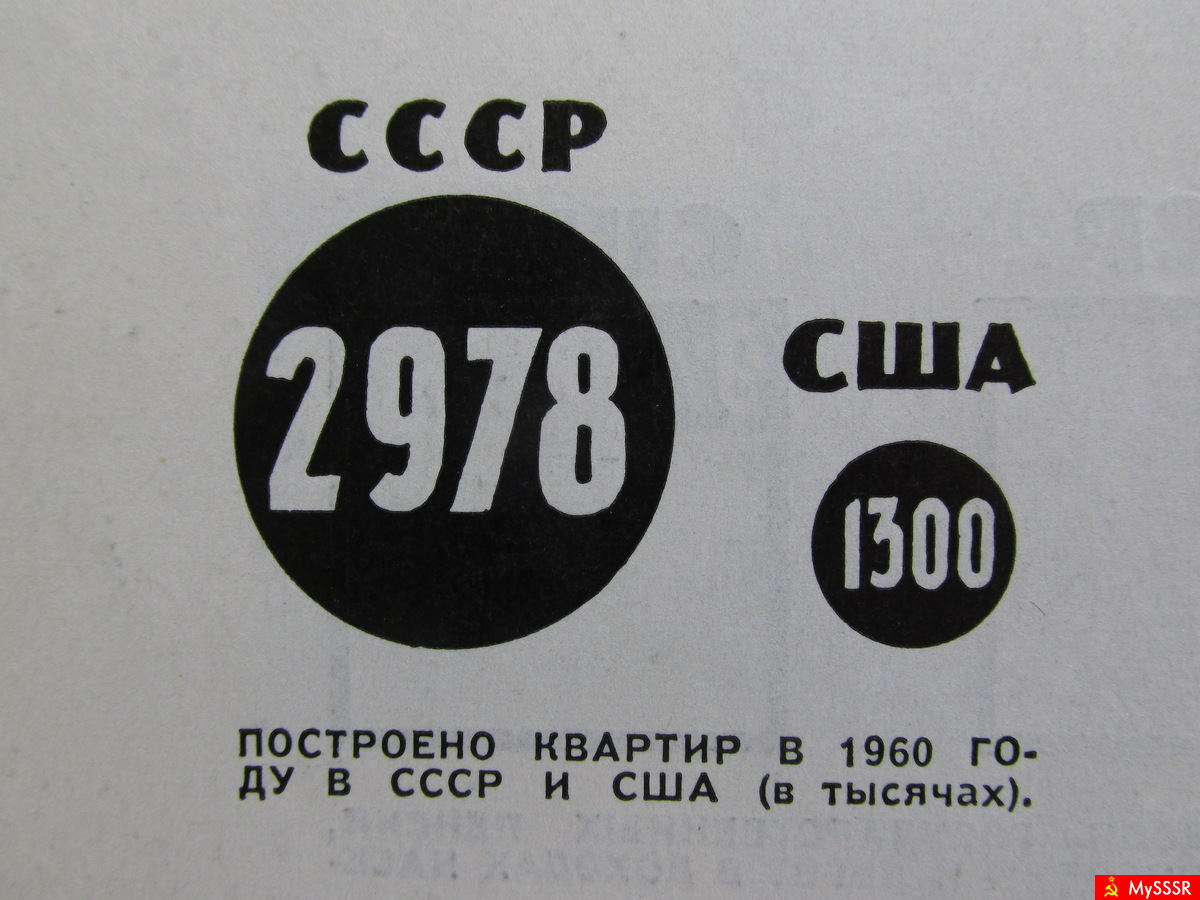 СССР
2978
США
1300
ПОСТРОЕНО КВАРТИР В 1960 ГО-
ДУ В СССР И США (в тысячах).
MySSSR